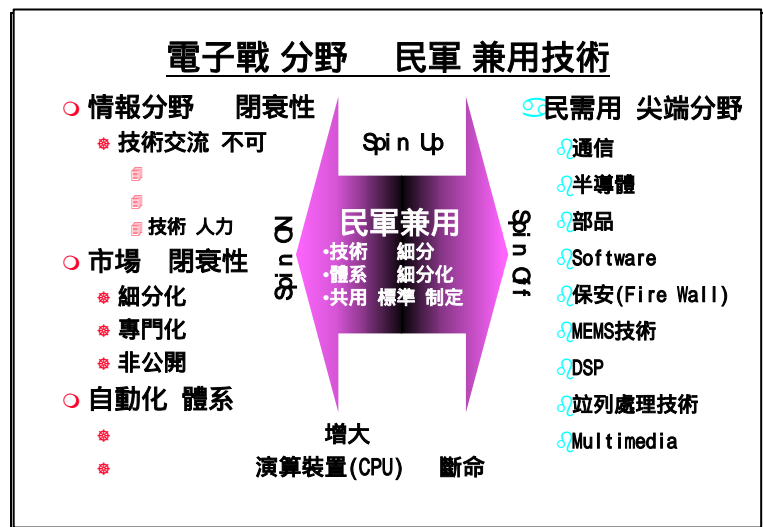 電子戰 分野 民軍 兼用技術
情報分野 閉衰性
技術交流 不可
技術 人力
市場 閉衰性
細分化
專門化
非公開
自動化 體系
增大
演算裝置(CPU) 斷命
Spin Up
Spin ON
民軍兼用
•技術 細分
•體系 細分化
•共用 標準 制定
Spin Off
民需用 尖端分野
通信
半導體
部品
Software
保安(Fire Wall)
MEMS技術
DSP
竝列處理技術
Multimedia